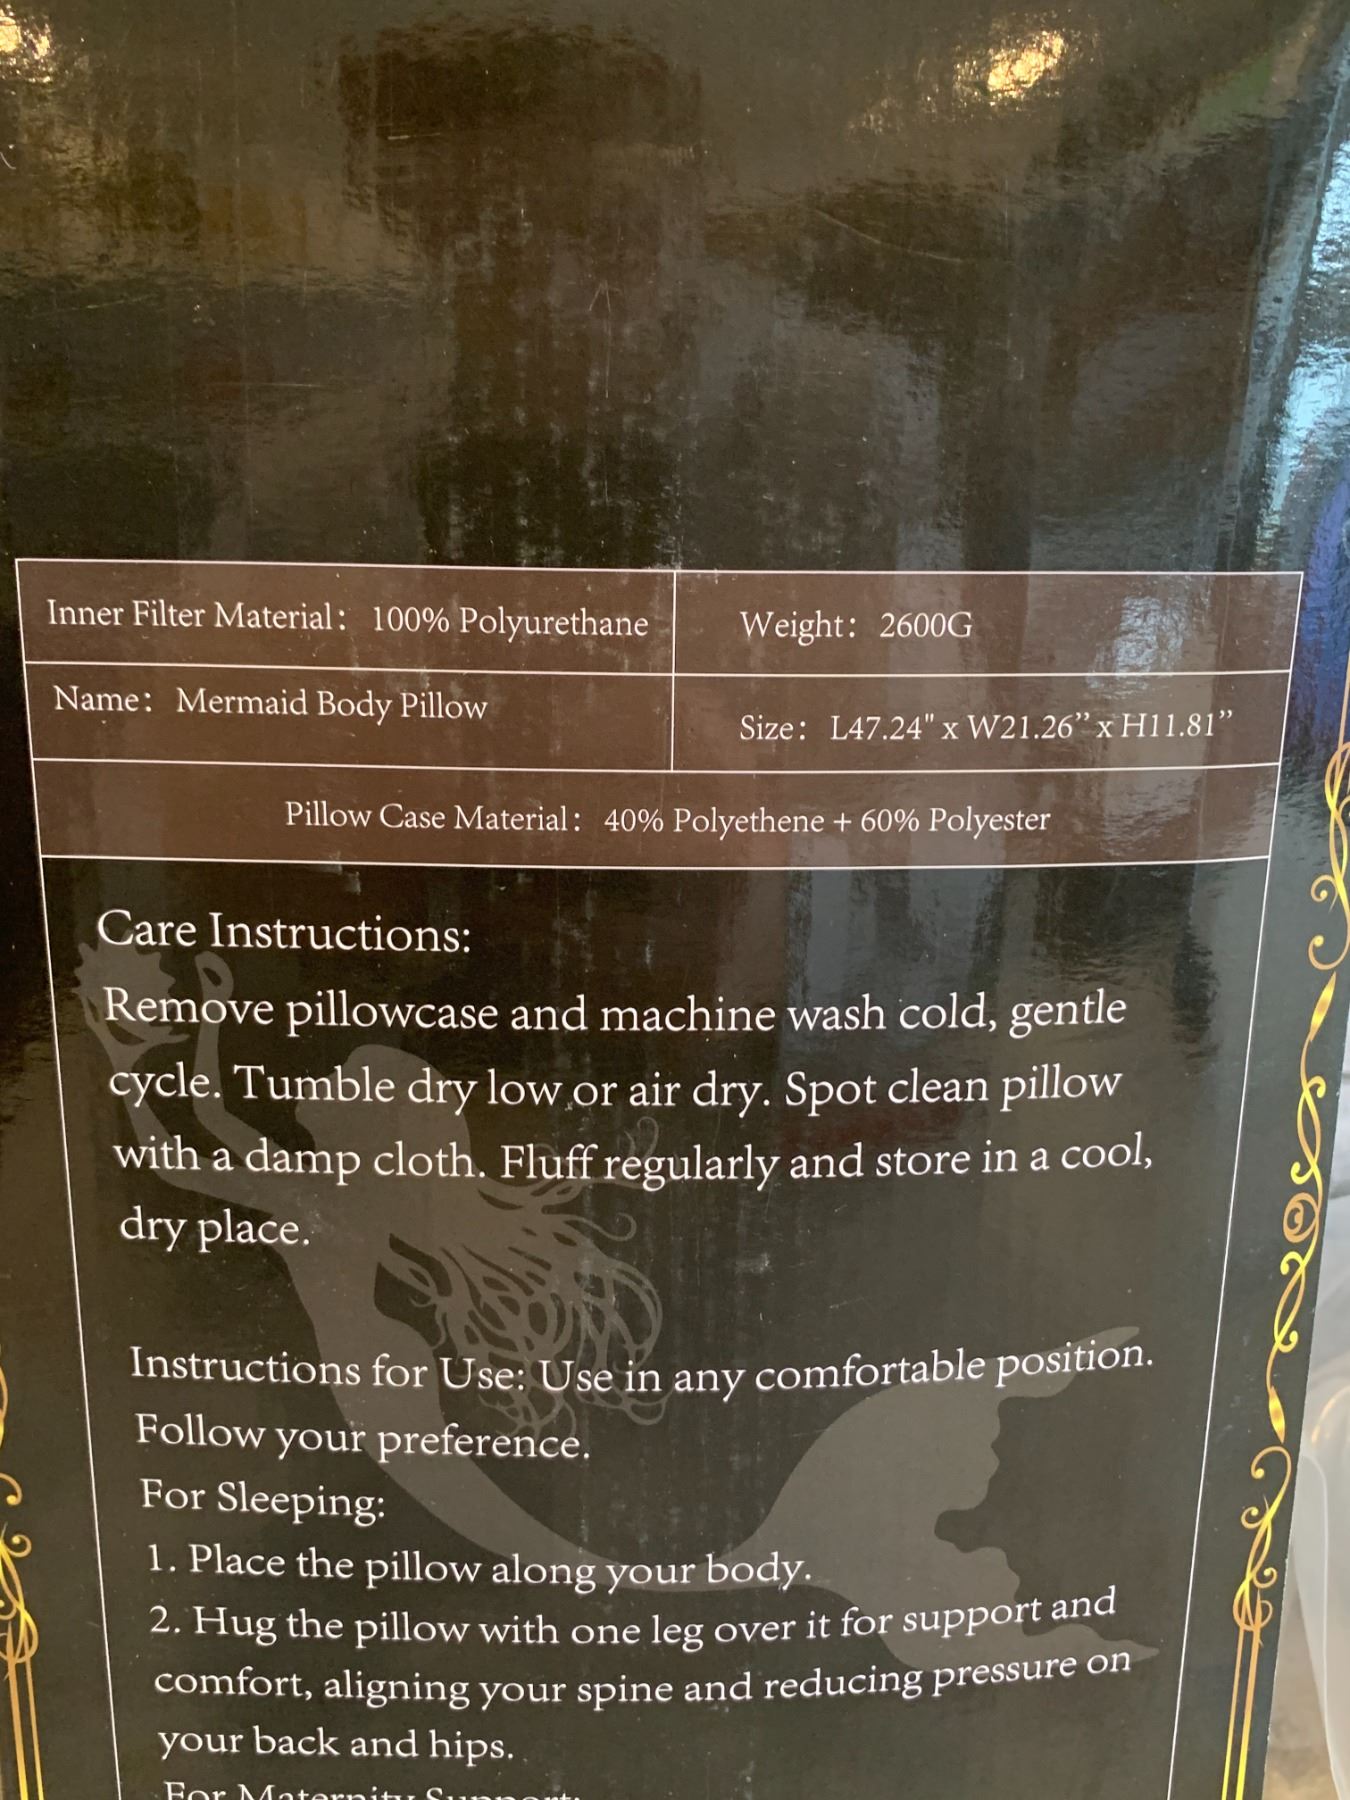 Inner Filter Material: 100% Polyurethane
Weight: 2600G
Name: Mermaid Body Pillow
Size: L47.24" x W21.26” x H11.81”
Pillow Case Material: 40% Polyethene + 60% Polyester
Care Instructions:
Remove pillowcase and machine wash cold, gentle
cycle. Tumble dry low or air dry. Spot clean pillow
with a damp cloth. Fluff regularly and store in a cool,
dry place.
Instructions for Use: Use in any comfortable position.
Follow your preference.
For Sleeping:
1. Place the pillow along your body.
2. Hug the pillow with one leg over it for support and
comfort, aligning your spine and reducing pressure on
your back and hips.
For Maternity Support: